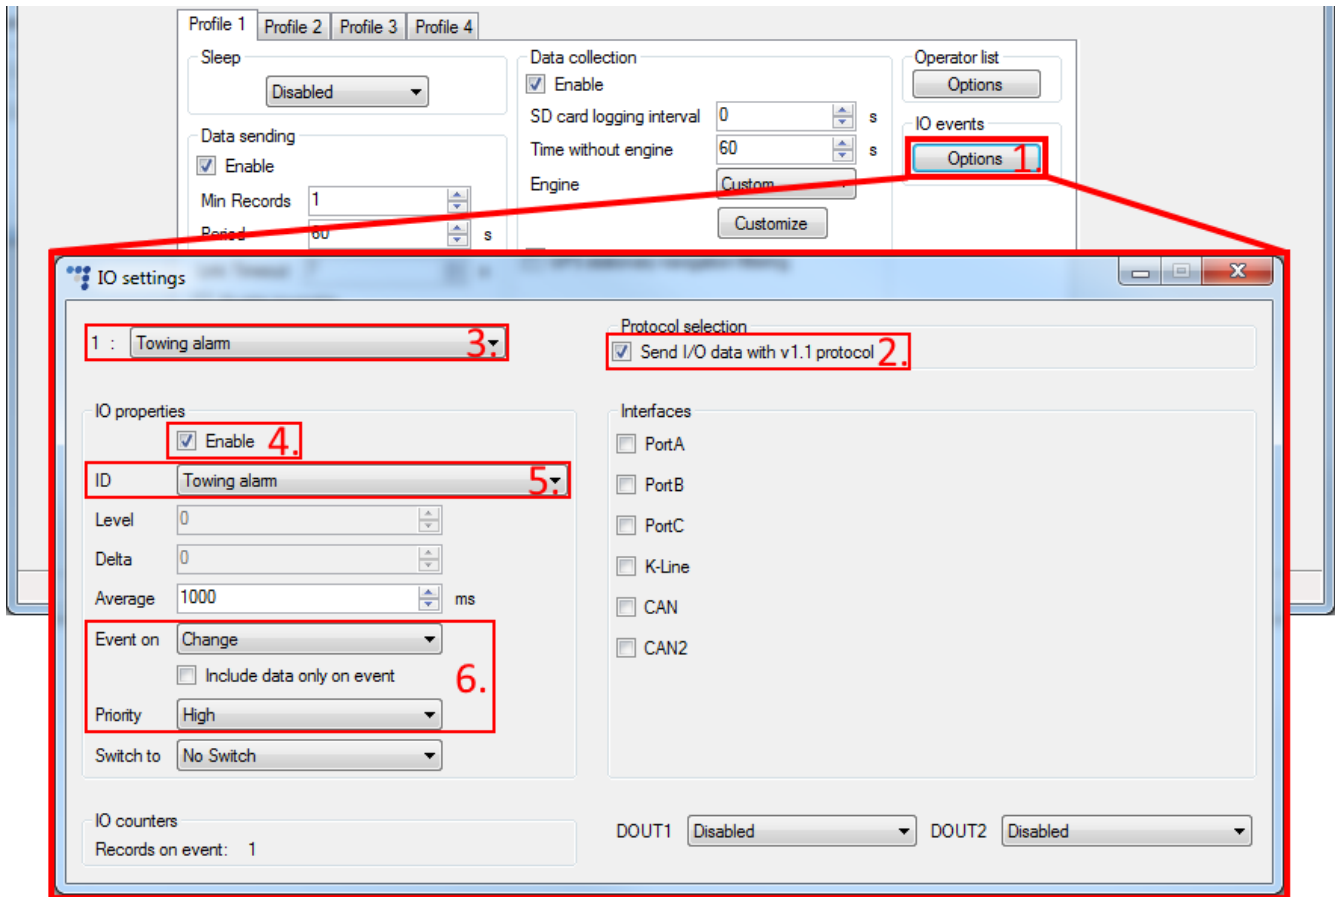 Profile 1 Profile 2 Profile 3 Profile 4
Sleep
Disabled
Data sending
Enable
Min Records 1
Period 60 s
Data collection
Enable
SD card logging interval 0 s
Time without engine 60 s
Engine Custom
Customize
Operator list
Options
IO events
Options 1.
IO settings
1 : Towing alarm 3.
Protocol selection
Send I/O data with v1.1 protocol 2.
IO properties
Enable 4.
ID Towing alarm 5.
Level 0
Delta 0
Average 1000 ms
Event on Change
Include data only on event 6.
Priority High
Switch to No Switch
Interfaces
PortA
PortB
PortC
K-Line
CAN
CAN2
IO counters
Records on event: 1
DOUT1 Disabled DOUT2 Disabled